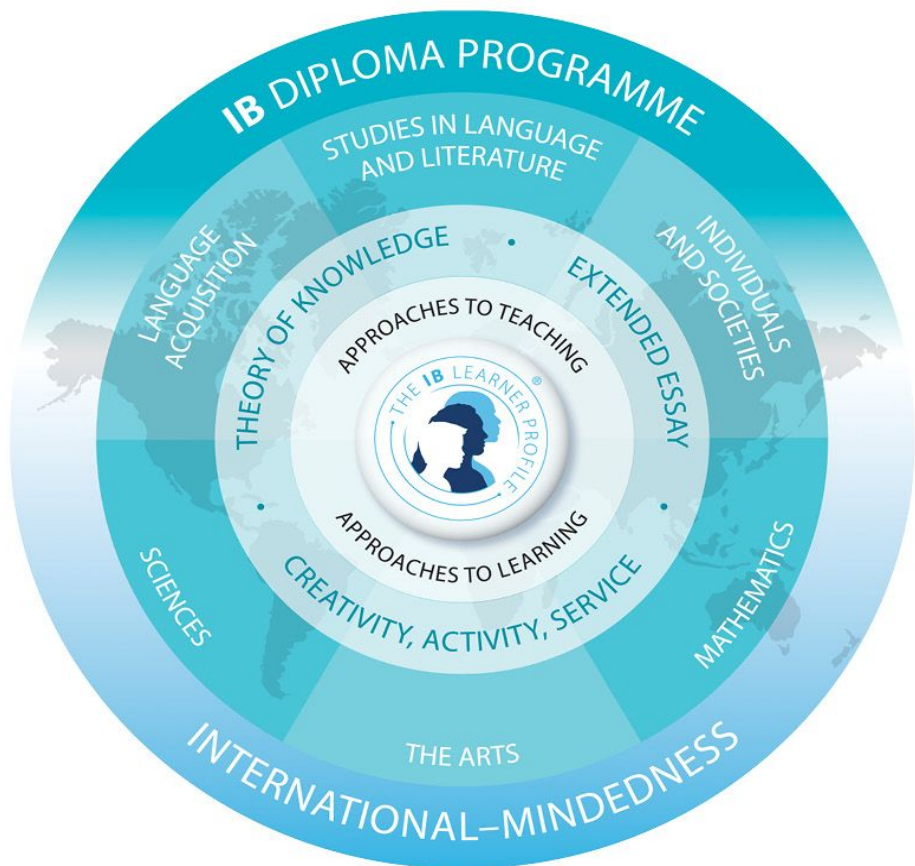 IB DIPLOMA PROGRAMME
STUDIES IN LANGUAGE
AND LITERATURE
LANGUAGE
ACQUISITION
INDIVIDUALS
AND SOCIETIES
THEORY OF KNOWLEDGE
EXTENDED ESSAY
APPROACHES TO TEACHING
THE IB LEARNER PROFILE®
APPROACHES TO LEARNING
CREATIVITY, ACTIVITY, SERVICE
SCIENCES
MATHEMATICS
THE ARTS
INTERNATIONAL–MINDEDNESS